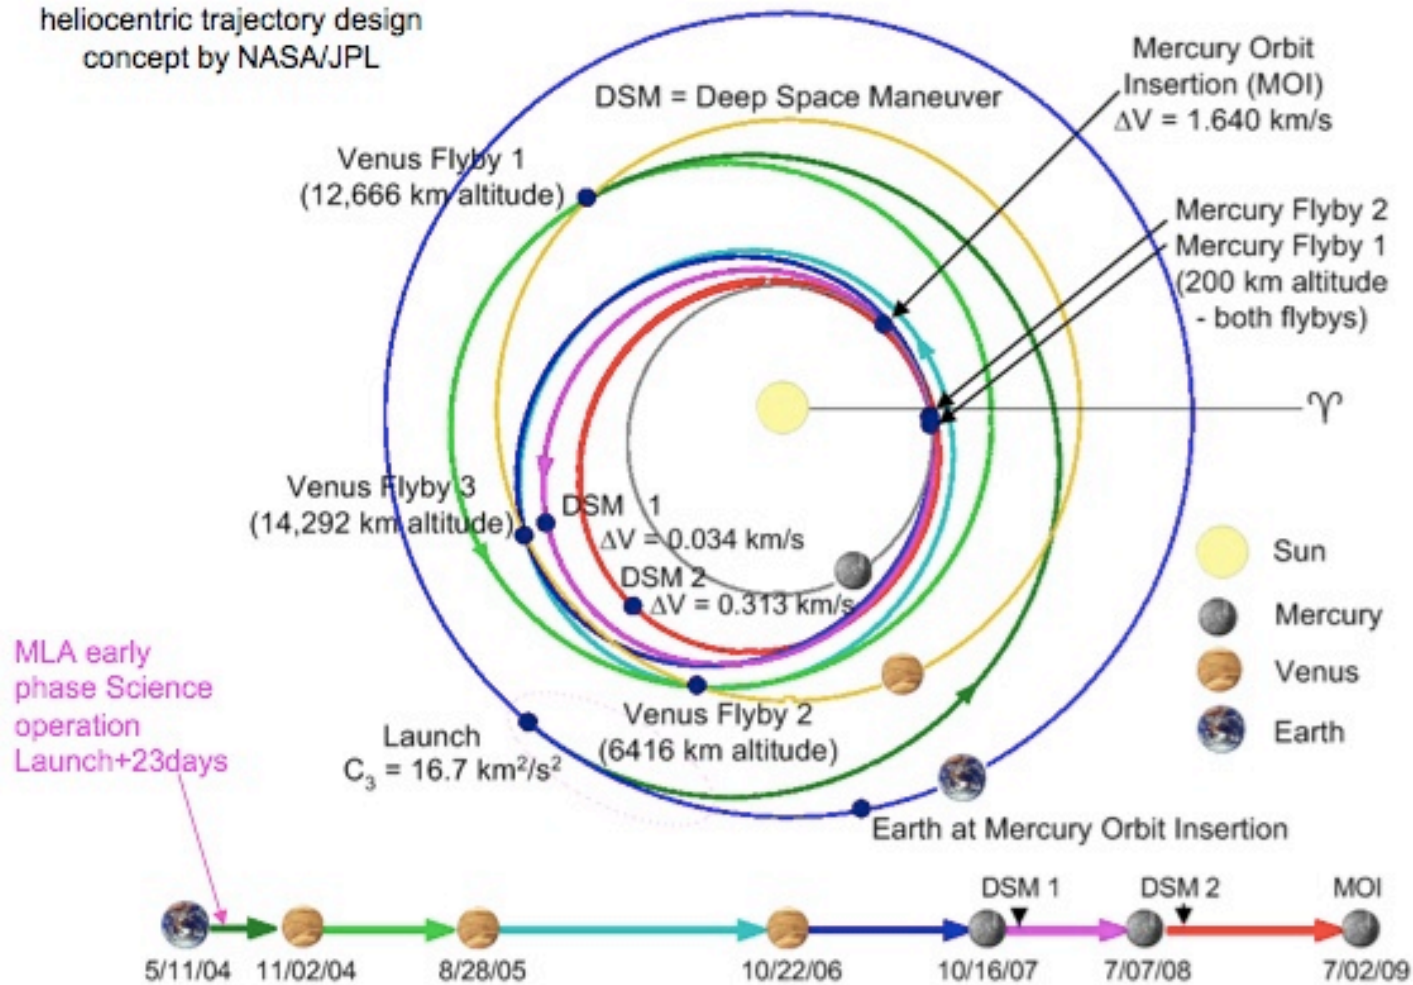 heliocentric trajectory design
concept by NASA/JPL
DSM = Deep Space Maneuver
Mercury Orbit
Insertion (MOI)
ΔV = 1.640 km/s
Venus Flyby 1
(12,666 km altitude)
Mercury Flyby 2
Mercury Flyby 1
(200 km altitude
- both flybys)
♈
Venus Flyby 3
(14,292 km altitude)
DSM 1
ΔV = 0.034 km/s
DSM 2
ΔV = 0.313 km/s
Sun
Mercury
Venus
Earth
MLA early
phase Science
operation
Launch+23days
Launch
C₃ = 16.7 km²/s²
Venus Flyby 2
(6416 km altitude)
Earth at Mercury Orbit Insertion
DSM 1 DSM 2 MOI
5/11/04 11/02/04 8/28/05 10/22/06 10/16/07 7/07/08 7/02/09